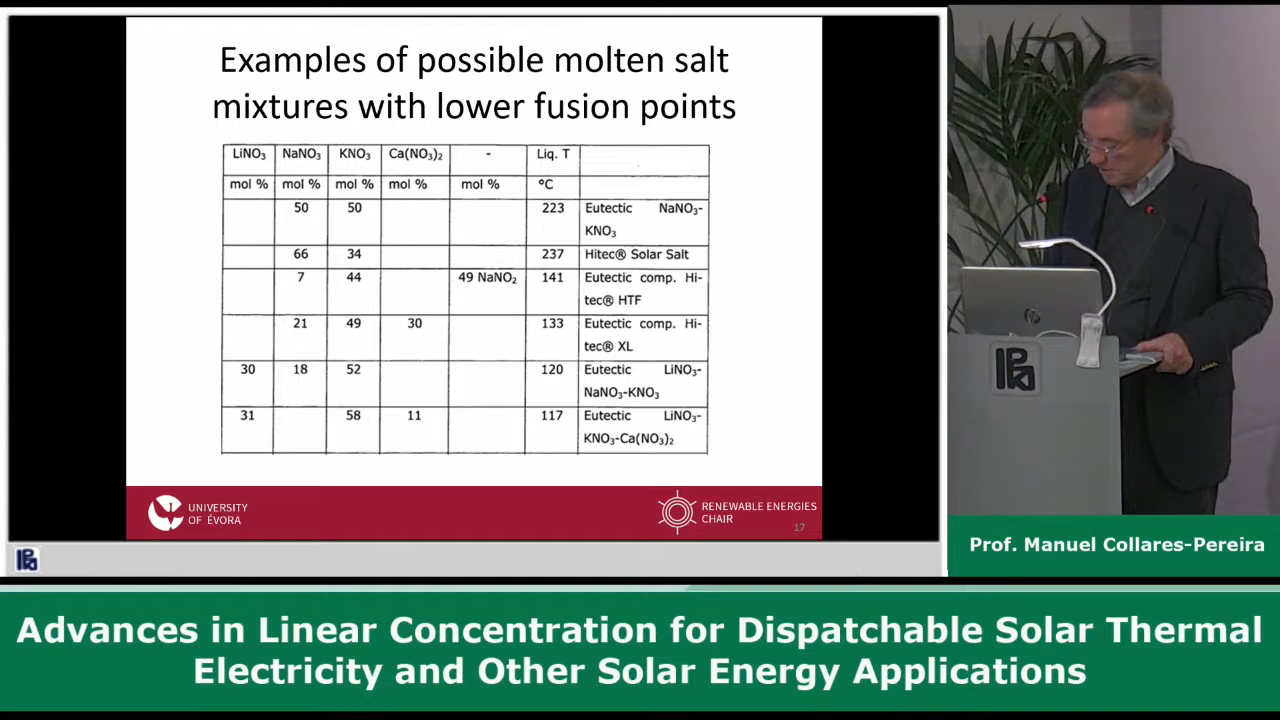 Examples of possible molten salt
mixtures with lower fusion points
LiNO₃ NaNO₃ KNO₃ Ca(NO₃)₂ - Liq. T
mol % mol % mol % mol % mol % °C
50 50 223 Eutectic NaNO₃-
KNO₃
66 34 237 Hitec® Solar Salt
7 44 49 NaNO₂ 141 Eutectic comp. Hi-
tec® HTF
21 49 30 133 Eutectic comp. Hi-
tec® XL
30 18 52 120 Eutectic LiNO₃-
NaNO₃-KNO₃
31 58 11 117 Eutectic LiNO₃-
KNO₃-Ca(NO₃)₂
UNIVERSITY
OF ÉVORA
RENEWABLE ENERGIES
CHAIR
17
hp
Prof. Manuel Collares-Pereira
Advances in Linear Concentration for Dispatchable Solar Thermal
Electricity and Other Solar Energy Applications